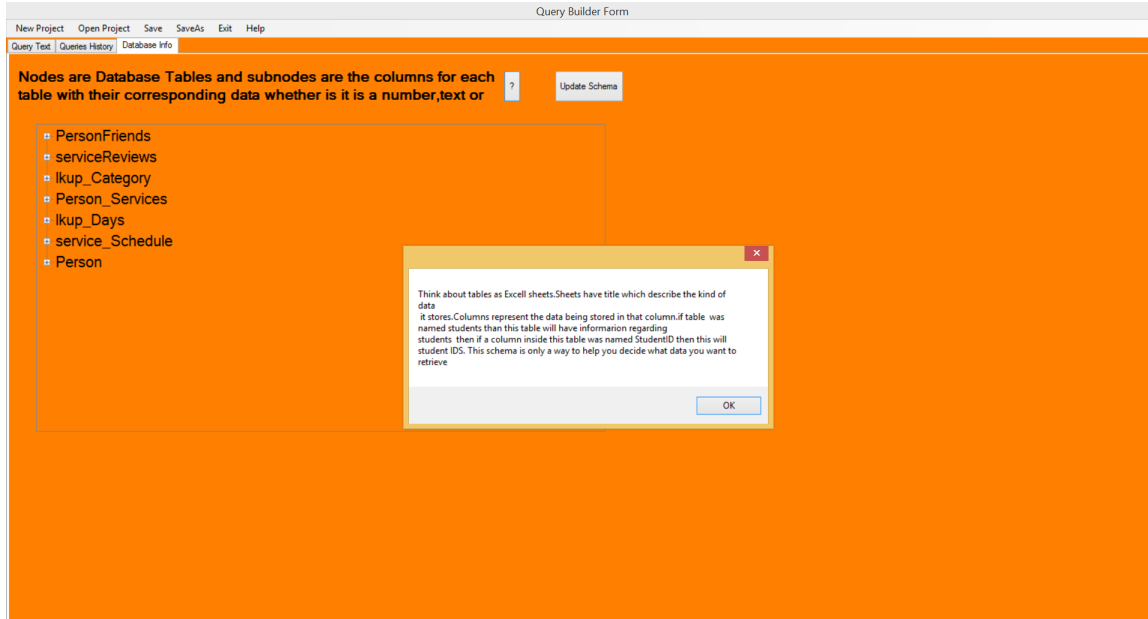 Query Builder Form
New Project Open Project Save SaveAs Exit Help
Query Text Queries History Database Info
Nodes are Database Tables and subnodes are the columns for each
table with their corresponding data whether is it is a number,text or
?
Update Schema
PersonFriends
serviceReviews
lkup_Category
Person_Services
lkup_Days
service_Schedule
Person
Think about tables as Excell sheets.Sheets have title which describe the kind of
data
it stores.Columns represent the data being stored in that column.if table was
named students than this table will have informarion regarding
students then if a column inside this table was named StudentID then this will
student IDS. This schema is only a way to help you decide what data you want to
retrieve
OK